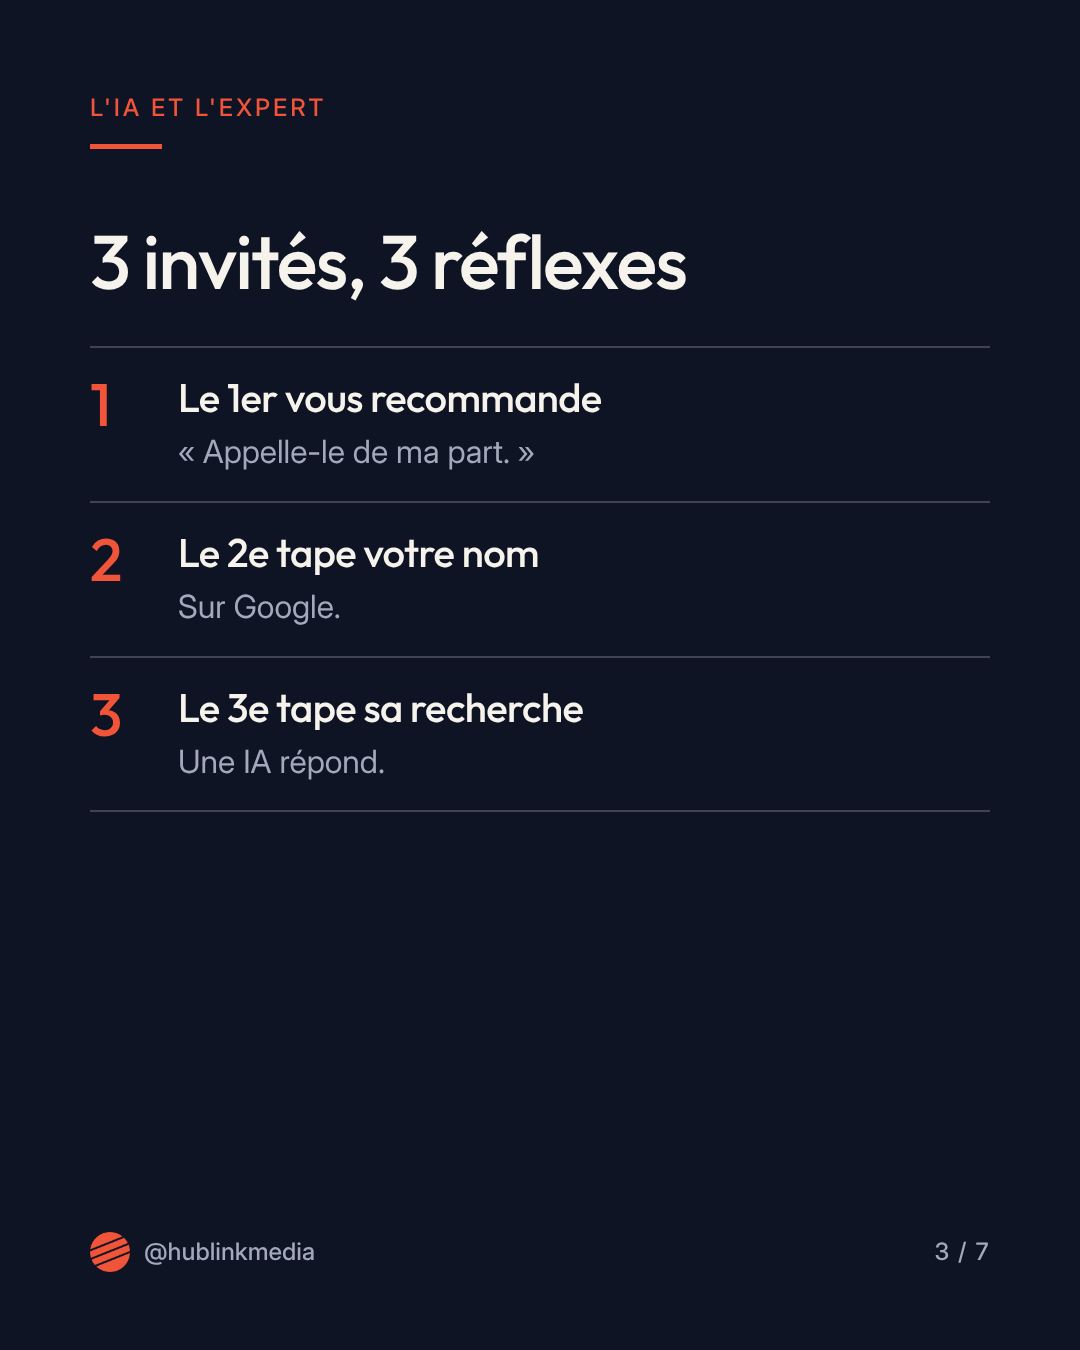 L'IA ET L'EXPERT
3 invités, 3 réflexes
1
Le 1er vous recommande
« Appelle-le de ma part. »
2
Le 2e tape votre nom
Sur Google.
3
Le 3e tape sa recherche
Une IA répond.
@hublinkmedia
3 / 7